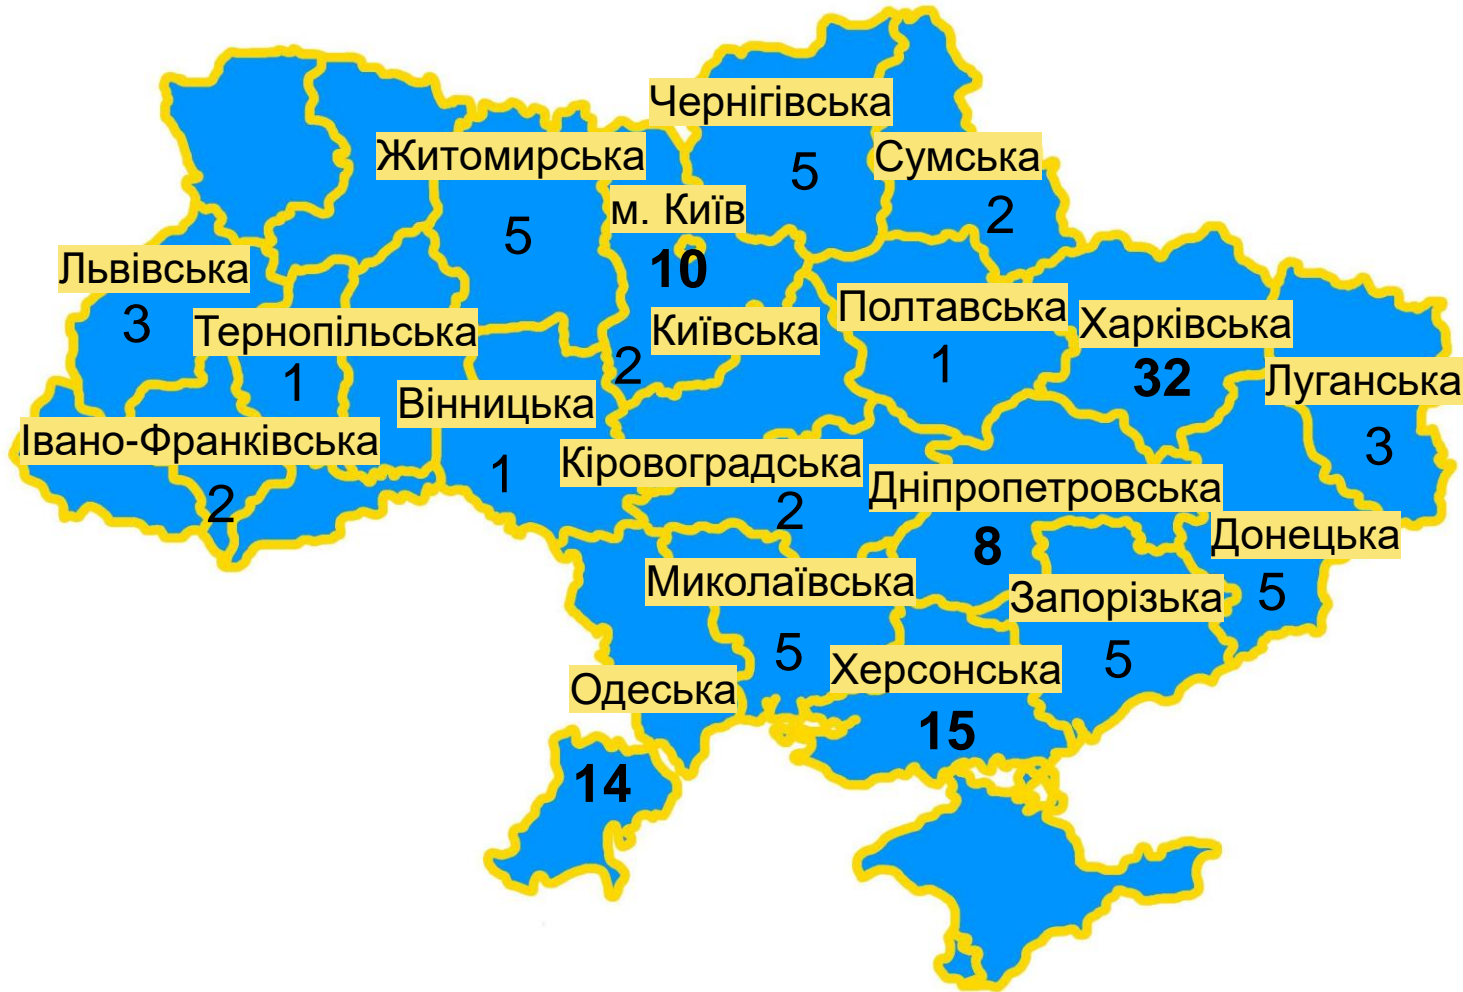 Чернігівська
5
Житомирська
5
Сумська
2
м. Київ
10
Львівська
3
Тернопільська
1
Київська
2
Полтавська
1
Харківська
32
Луганська
3
Вінницька
1
Івано-Франківська
2
Кіровоградська
2
Дніпропетровська
8
Донецька
5
Миколаївська
5
Запорізька
5
Херсонська
15
Одеська
14